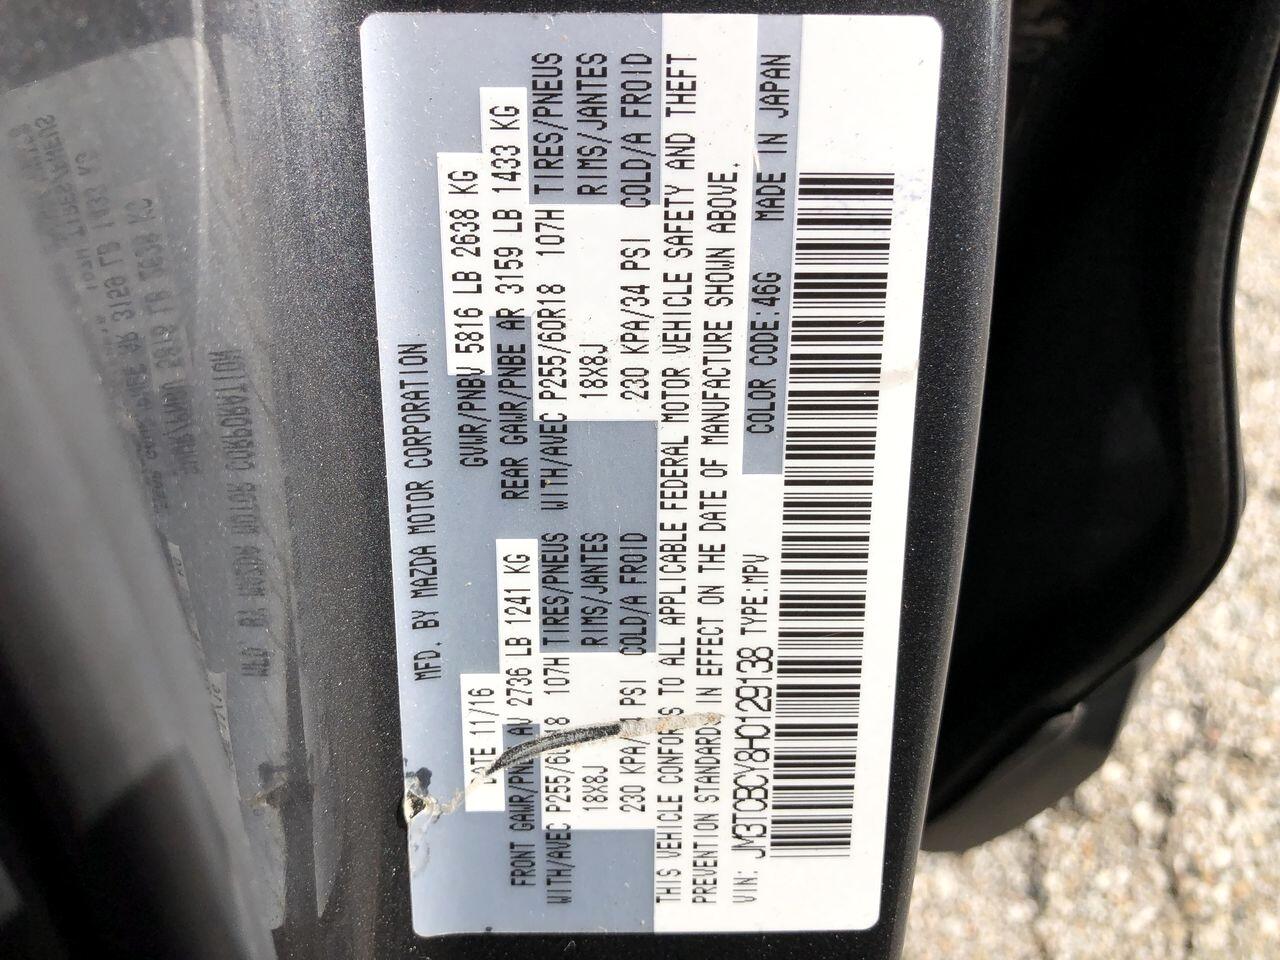 MFD. BY MAZDA MOTOR CORPORATION
DATE 11/16 GVWR/PNBV 5816 LB 2638 KG
FRONT GAWR/PNBE AV 2736 LB 1241 KG REAR GAWR/PNBE AR 3159 LB 1433 KG
WITH/AVEC P255/60R18 107H TIRES/PNEUS WITH/AVEC P255/60R18 107H TIRES/PNEUS
18X8J RIMS/JANTES 18X8J RIMS/JANTES
230 KPA/ PSI COLD/A FROID 230 KPA/34 PSI COLD/A FROID
THIS VEHICLE CONFORMS TO ALL APPLICABLE FEDERAL MOTOR VEHICLE SAFETY AND THEFT
PREVENTION STANDARDS IN EFFECT ON THE DATE OF MANUFACTURE SHOWN ABOVE.
VIN: JM3TCBCY8H0129138 TYPE:MPV COLOR CODE:46G MADE IN JAPAN